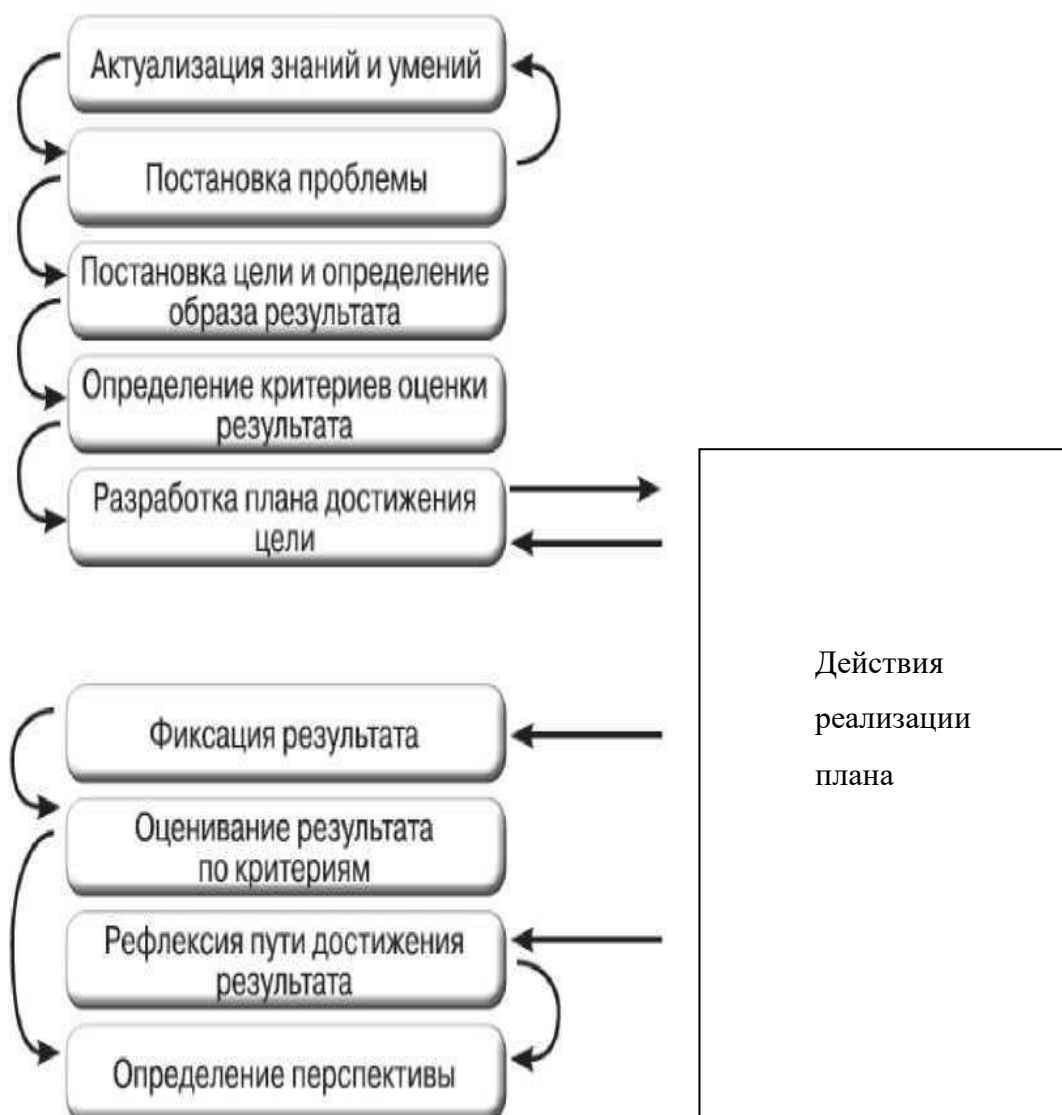 Актуализация знаний и умений
Постановка проблемы
Постановка цели и определение
образа результата
Определение критериев оценки
результата
Разработка плана достижения
цели
Действия
реализации
плана
Фиксация результата
Оценивание результата
по критериям
Рефлексия пути достижения
результата
Определение перспективы